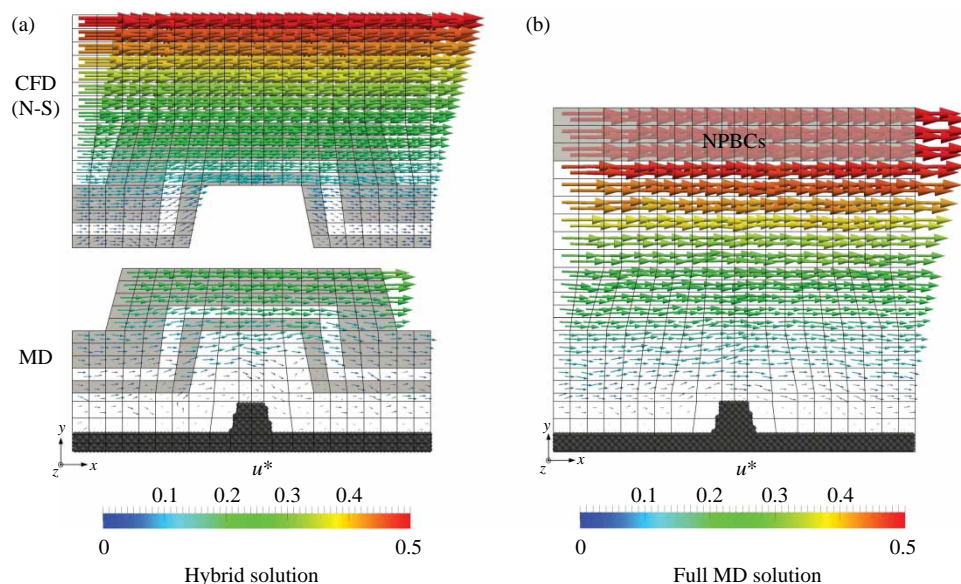 (a)
CFD
(N-S)
MD
y
z
x
u*
0.1 0.2 0.3 0.4
0 0.5
Hybrid solution
(b)
NPBCs
y
z
x
u*
0.1 0.2 0.3 0.4
0 0.5
Full MD solution